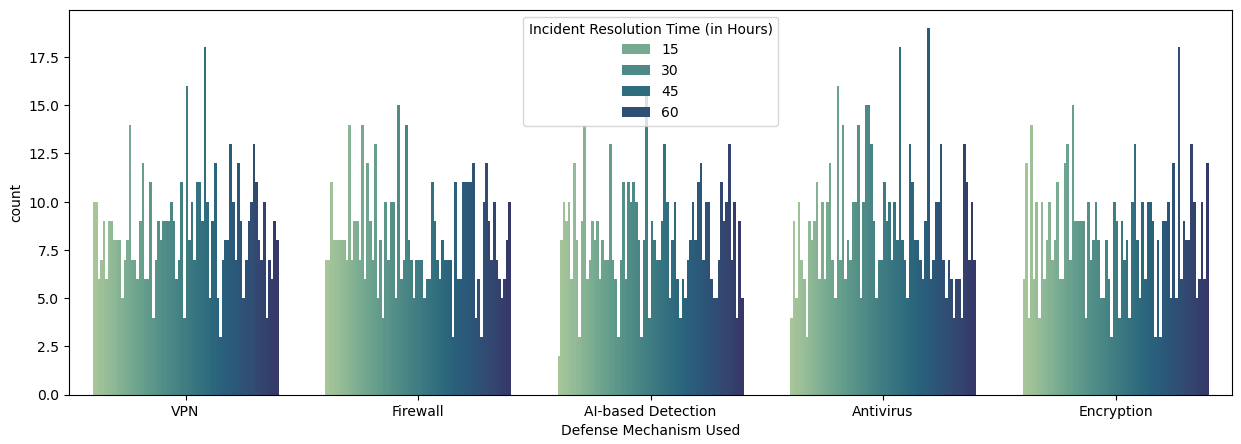 Incident Resolution Time (in Hours)
15
30
45
60
17.5
15.0
12.5
10.0
7.5
5.0
2.5
0.0
count
VPN
Firewall
AI-based Detection
Antivirus
Encryption
Defense Mechanism Used